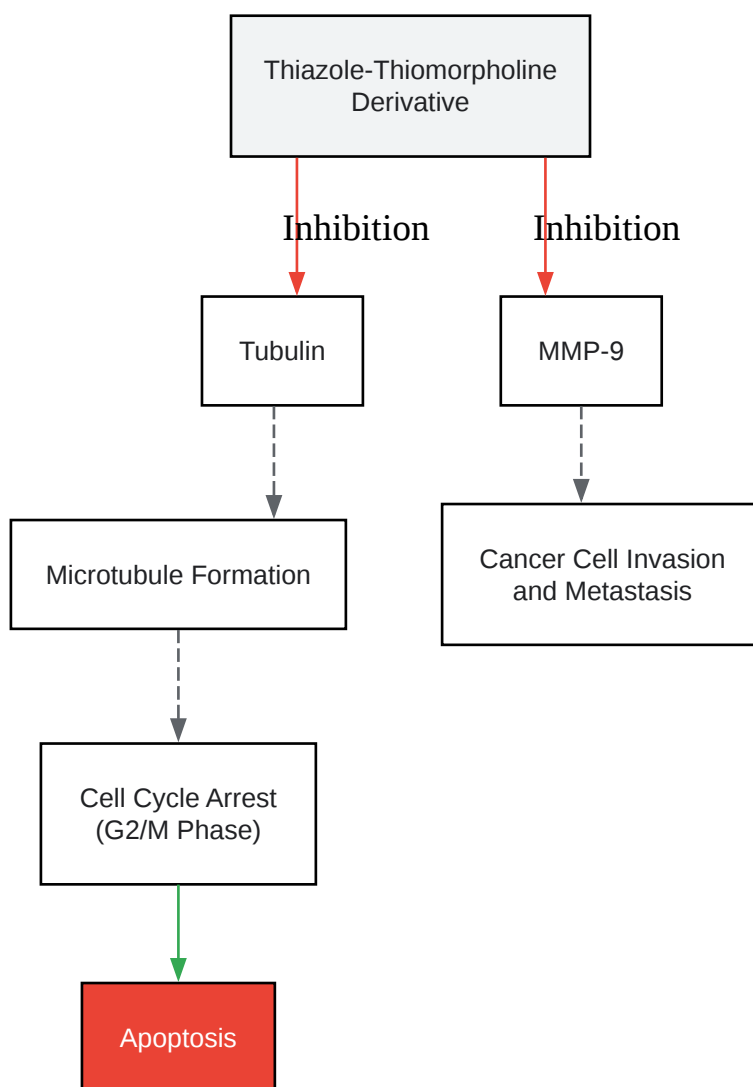 Thiazole-Thiomorpholine
Derivative
Inhibition
Inhibition
Tubulin
MMP-9
Microtubule Formation
Cancer Cell Invasion
and Metastasis
Cell Cycle Arrest
(G2/M Phase)
Apoptosis